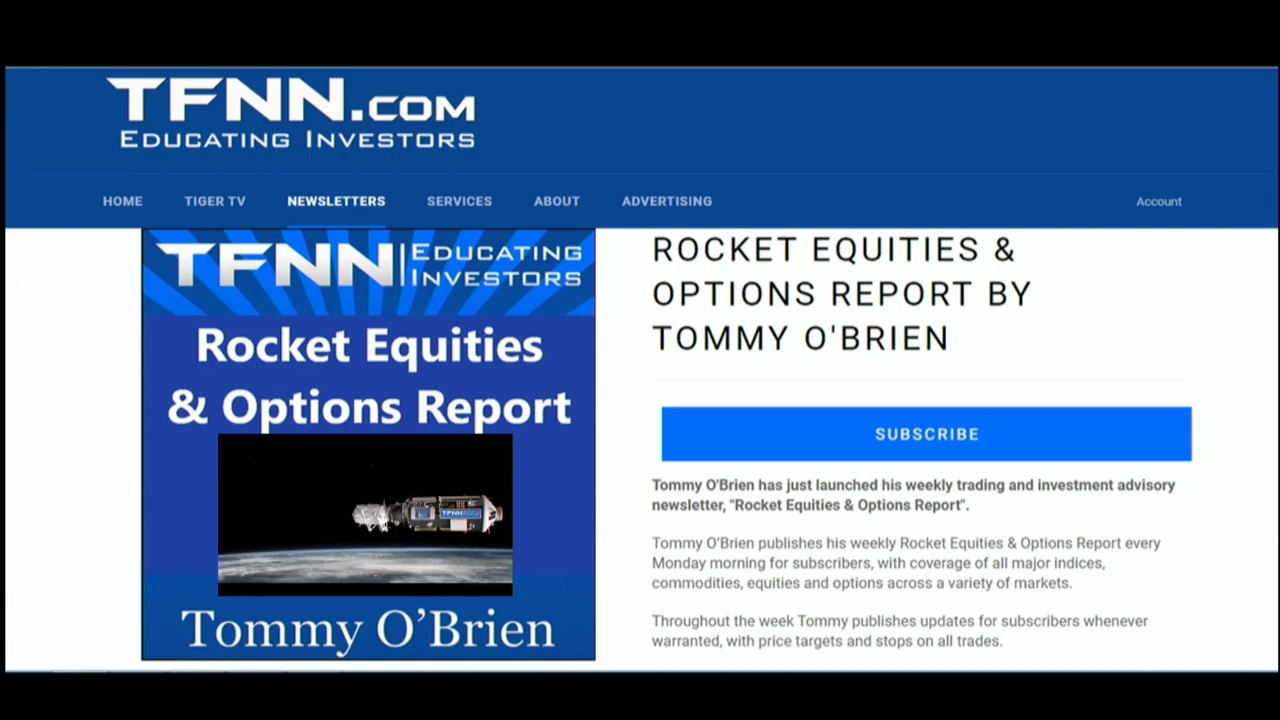 TFNN.COM
EDUCATING INVESTORS
HOME TIGER TV NEWSLETTERS SERVICES ABOUT ADVERTISING Account
TFNN EDUCATING
INVESTORS
Rocket Equities
& Options Report
TFNN
Tommy O’Brien
ROCKET EQUITIES &
OPTIONS REPORT BY
TOMMY O'BRIEN
SUBSCRIBE
Tommy O'Brien has just launched his weekly trading and investment advisory
newsletter, "Rocket Equities & Options Report".
Tommy O’Brien publishes his weekly Rocket Equities & Options Report every
Monday morning for subscribers, with coverage of all major indices,
commodities, equities and options across a variety of markets.
Throughout the week Tommy publishes updates for subscribers whenever
warranted, with price targets and stops on all trades.